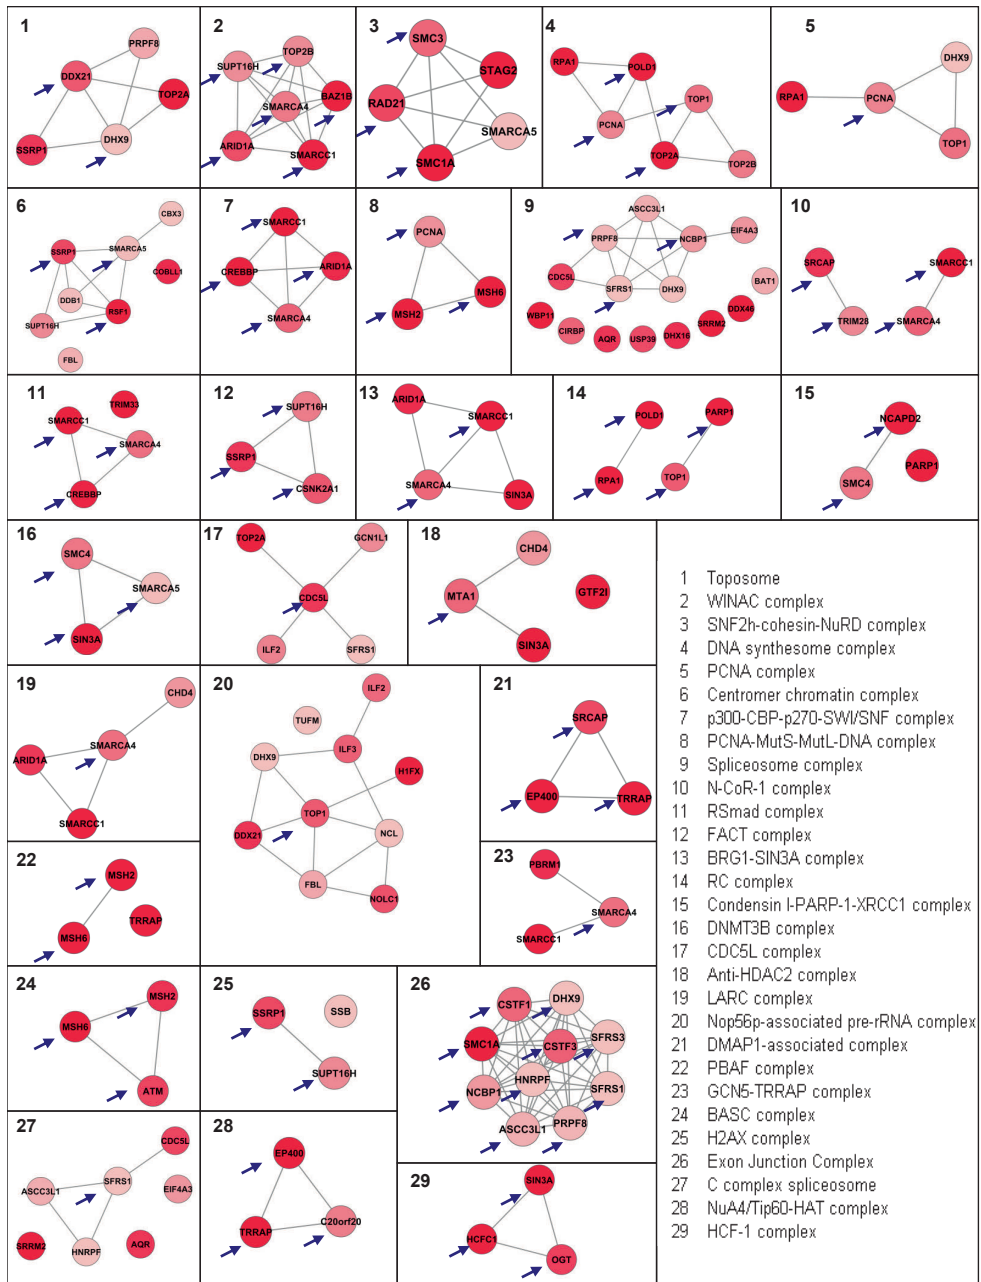 1
PRPF8
DDX21
TOP2A
SSRP1
DHX9
2
TOP2B
SUPT16H
SMARCA4
BAZ1B
ARID1A
SMARCC1
3
SMC3
STAG2
RAD21
SMARCA5
SMC1A
4
RPA1
POLD1
TOP1
PCNA
TOP2A
TOP2B
5
DHX9
RPA1
PCNA
TOP1
6
CBX3
SSRP1
SMARCA5
COBLL1
DDB1
RSF1
SUPT16H
FBL
7
SMARCC1
CREBBP
ARID1A
SMARCA4
8
PCNA
MSH6
MSH2
9
ASCC3L1
PRPF8
NCBP1
EIF4A3
CDC5L
SFRS1
DHX9
BAT1
WBP11
CIRBP
AQR
USP39
DHX16
SRRM2
DDX46
10
SRCAP
SMARCC1
TRIM28
SMARCA4
11
TRIM33
SMARCC1
SMARCA4
CREBBP
12
SUPT16H
SSRP1
CSNK2A1
13
ARID1A
SMARCC1
SMARCA4
SIN3A
14
POLD1
PARP1
RPA1
TOP1
15
NCAPD2
PARP1
SMC4
16
SMC4
SMARCA5
SIN3A
17
TOP2A
GCN1L1
CDC5L
ILF2
SFRS1
18
CHD4
MTA1
GTF2I
SIN3A
19
CHD4
SMARCA4
ARID1A
SMARCC1
20
ILF2
TUFM
DHX9
ILF3
H1FX
TOP1
DDX21
NCL
FBL
NOLC1
21
SRCAP
EP400
TRRAP
22
MSH2
TRRAP
MSH6
23
PBRM1
SMARCA4
SMARCC1
24
MSH2
MSH6
ATM
25
SSRP1
SSB
SUPT16H
26
CSTF1
DHX9
SMC1A
CSTF3
SFRS3
NCBP1
HNRPF
SFRS1
ASCC3L1
PRPF8
27
CDC5L
ASCC3L1
SFRS1
EIF4A3
SRRM2
HNRPF
AQR
28
EP400
TRRAP
C20orf20
29
SIN3A
HCFC1
OGT
1 Toposome
2 WINAC complex
3 SNF2h-cohesin-NuRD complex
4 DNA synthesome complex
5 PCNA complex
6 Centromer chromatin complex
7 p300-CBP-p270-SWI/SNF complex
8 PCNA-MutS-MutL-DNA complex
9 Spliceosome complex
10 N-CoR-1 complex
11 RSmad complex
12 FACT complex
13 BRG1-SIN3A complex
14 RC complex
15 Condensin I-PARP-1-XRCC1 complex
16 DNMT3B complex
17 CDC5L complex
18 Anti-HDAC2 complex
19 LARC complex
20 Nop56p-associated pre-rRNA complex
21 DMAP1-associated complex
22 PBAF complex
23 GCN5-TRRAP complex
24 BASC complex
25 H2AX complex
26 Exon Junction Complex
27 C complex spliceosome
28 NuA4/Tip60-HAT complex
29 HCF-1 complex